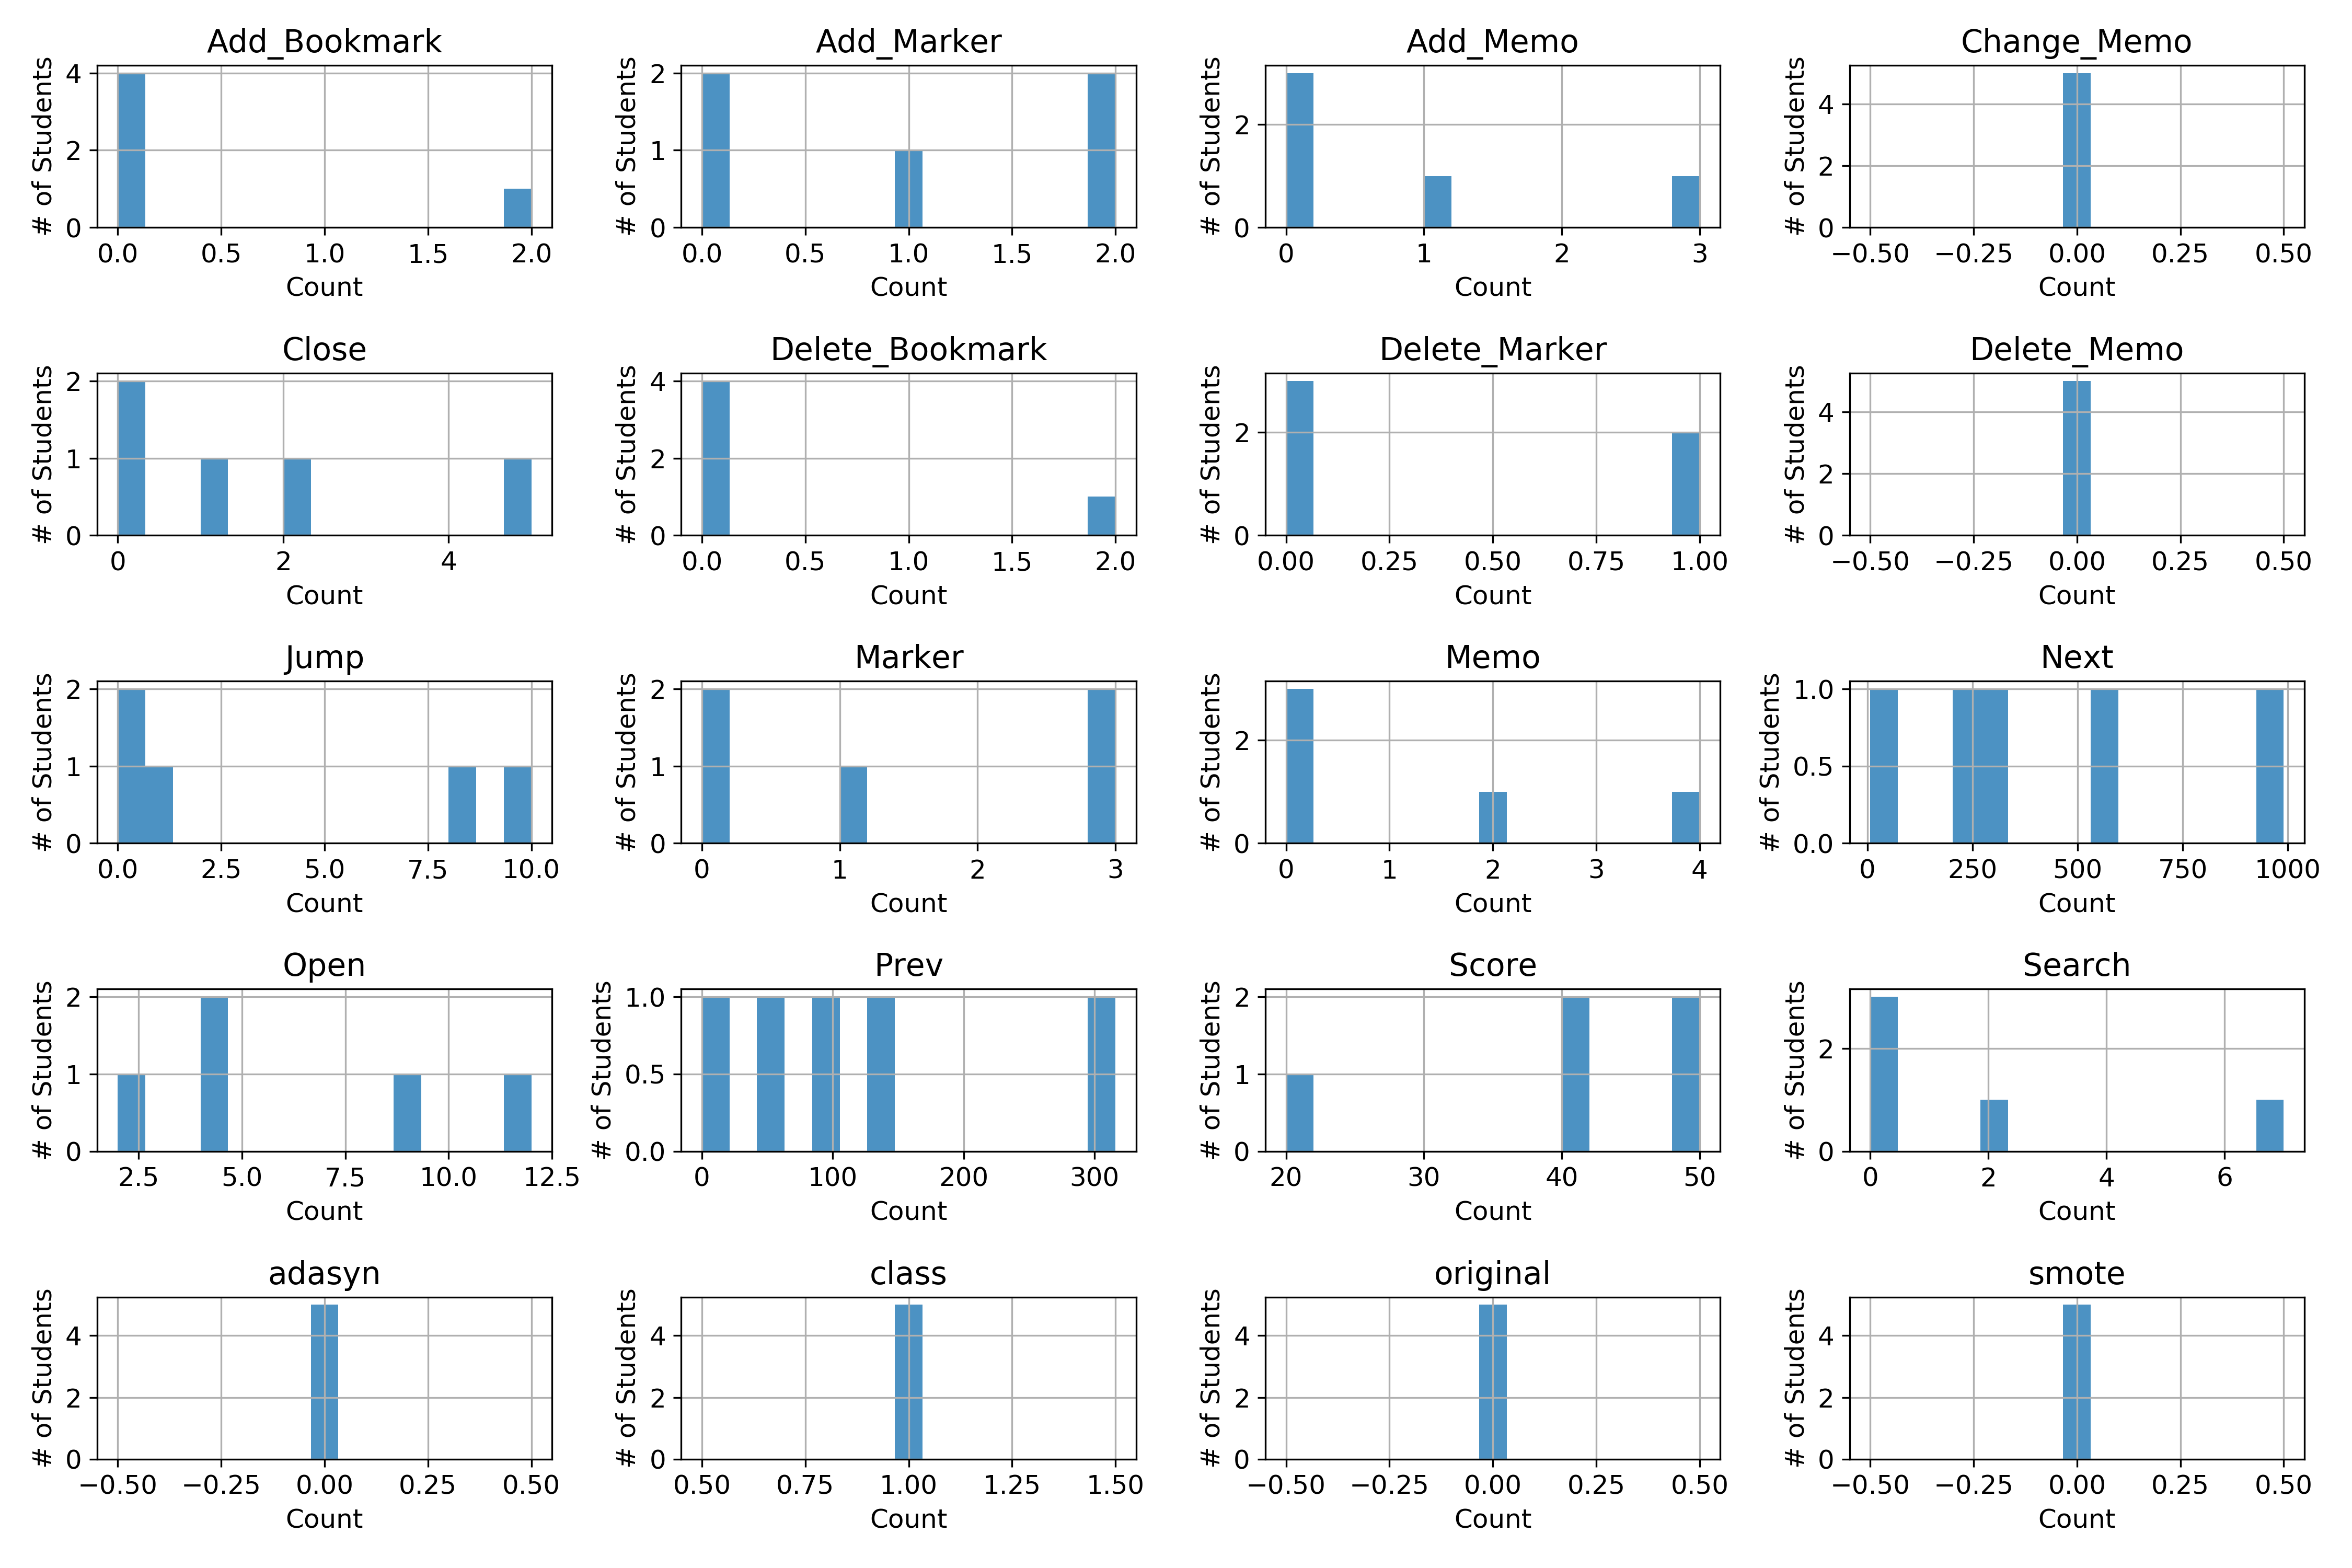 Add_Bookmark Add_Marker Add_Memo Change_Memo
# of Students 4 2 0 # of Students 2 1 0 # of Students 2 0 # of Students 4 2 0
0.0 0.5 1.0 1.5 2.0 0.0 0.5 1.0 1.5 2.0 0 1 2 3 −0.50 −0.25 0.00 0.25 0.50
Count Count Count Count
Close Delete_Bookmark Delete_Marker Delete_Memo
# of Students 2 1 0 # of Students 4 2 0 # of Students 2 0 # of Students 4 2 0
0 2 4 0.0 0.5 1.0 1.5 2.0 0.00 0.25 0.50 0.75 1.00 −0.50 −0.25 0.00 0.25 0.50
Count Count Count Count
Jump Marker Memo Next
# of Students 2 1 0 # of Students 2 1 0 # of Students 2 0 # of Students 1.0 0.5 0.0
0.0 2.5 5.0 7.5 10.0 0 1 2 3 0 1 2 3 4 0 250 500 750 1000
Count Count Count Count
Open Prev Score Search
# of Students 2 1 0 # of Students 1.0 0.5 0.0 # of Students 2 1 0 # of Students 2 0
2.5 5.0 7.5 10.0 12.5 0 100 200 300 20 30 40 50 0 2 4 6
Count Count Count Count
adasyn class original smote
# of Students 4 2 0 # of Students 4 2 0 # of Students 4 2 0 # of Students 4 2 0
−0.50 −0.25 0.00 0.25 0.50 0.50 0.75 1.00 1.25 1.50 −0.50 −0.25 0.00 0.25 0.50 −0.50 −0.25 0.00 0.25 0.50
Count Count Count Count